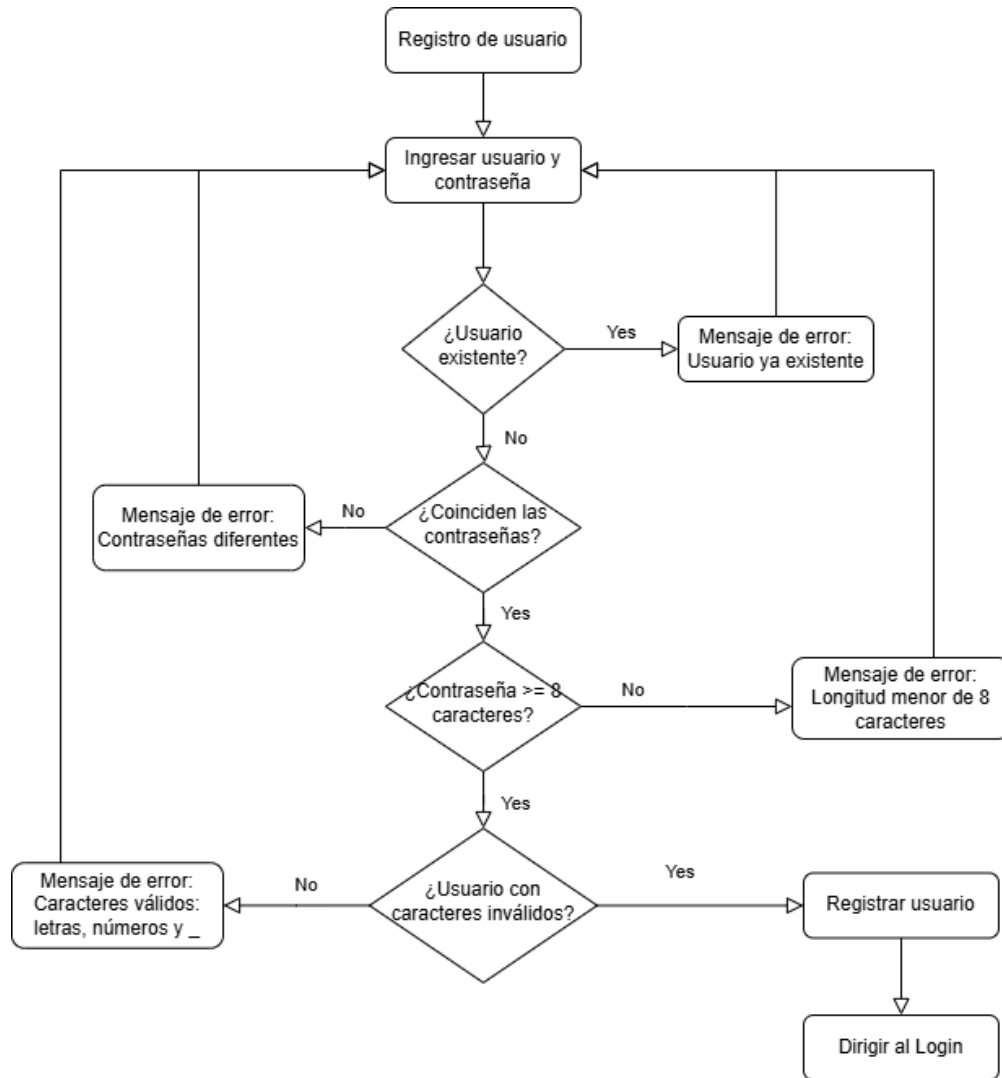 Registro de usuario
Ingresar usuario y
contraseña
¿Usuario
existente?
Yes
Mensaje de error:
Usuario ya existente
No
¿Coinciden las
contraseñas?
No
Mensaje de error:
Contraseñas diferentes
Yes
¿Contraseña >= 8
caracteres?
No
Mensaje de error:
Longitud menor de 8
caracteres
Yes
¿Usuario con
caracteres inválidos?
No
Mensaje de error:
Caracteres válidos:
letras, números y _
Yes
Registrar usuario
Dirigir al Login